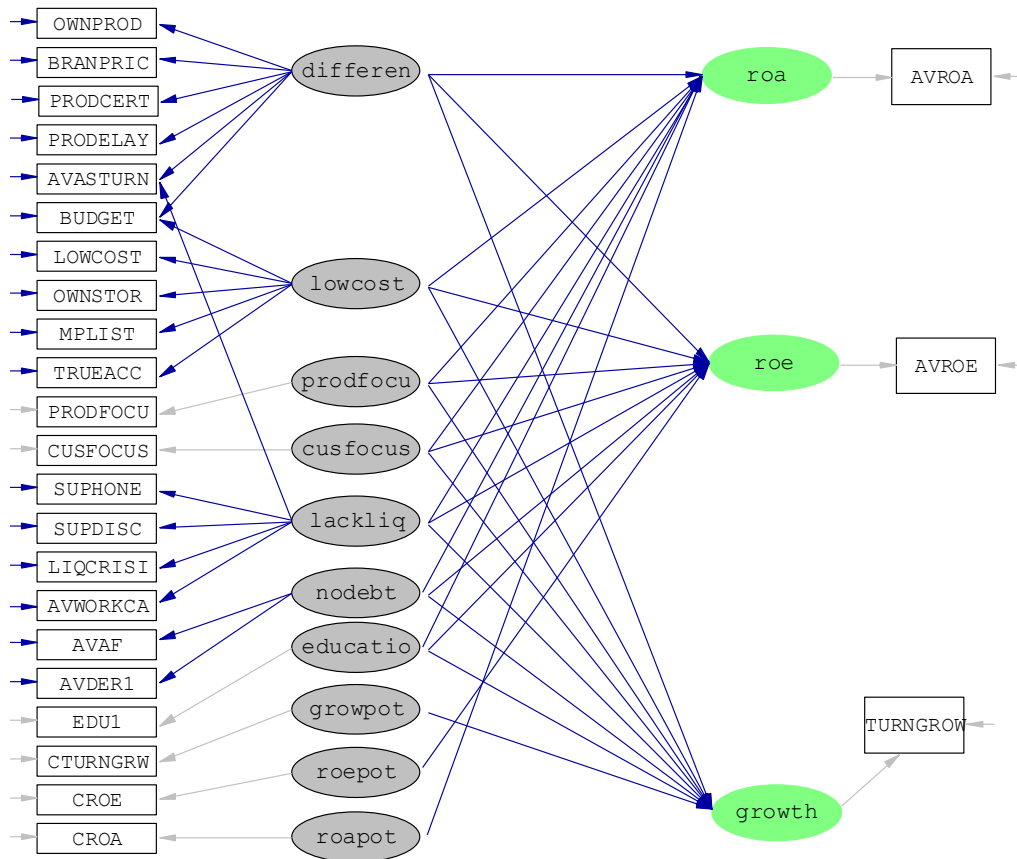 OWNPROD
BRANPRIC
PRODCERT
PRODELAY
AVASTURN
BUDGET
LOWCOST
OWNSTOR
MPLIST
TRUEACC
PRODFOCU
CUSFOCUS
SUPHONE
SUPDISC
LIQCRISI
AVWORKCA
AVAF
AVDER1
EDU1
CTURNGRW
CROE
CROA
differen
lowcost
prodfocu
cusfocus
lackliq
nodebt
educatio
growpot
roepot
roapot
roa
roe
growth
AVROA
AVROE
TURNGROW